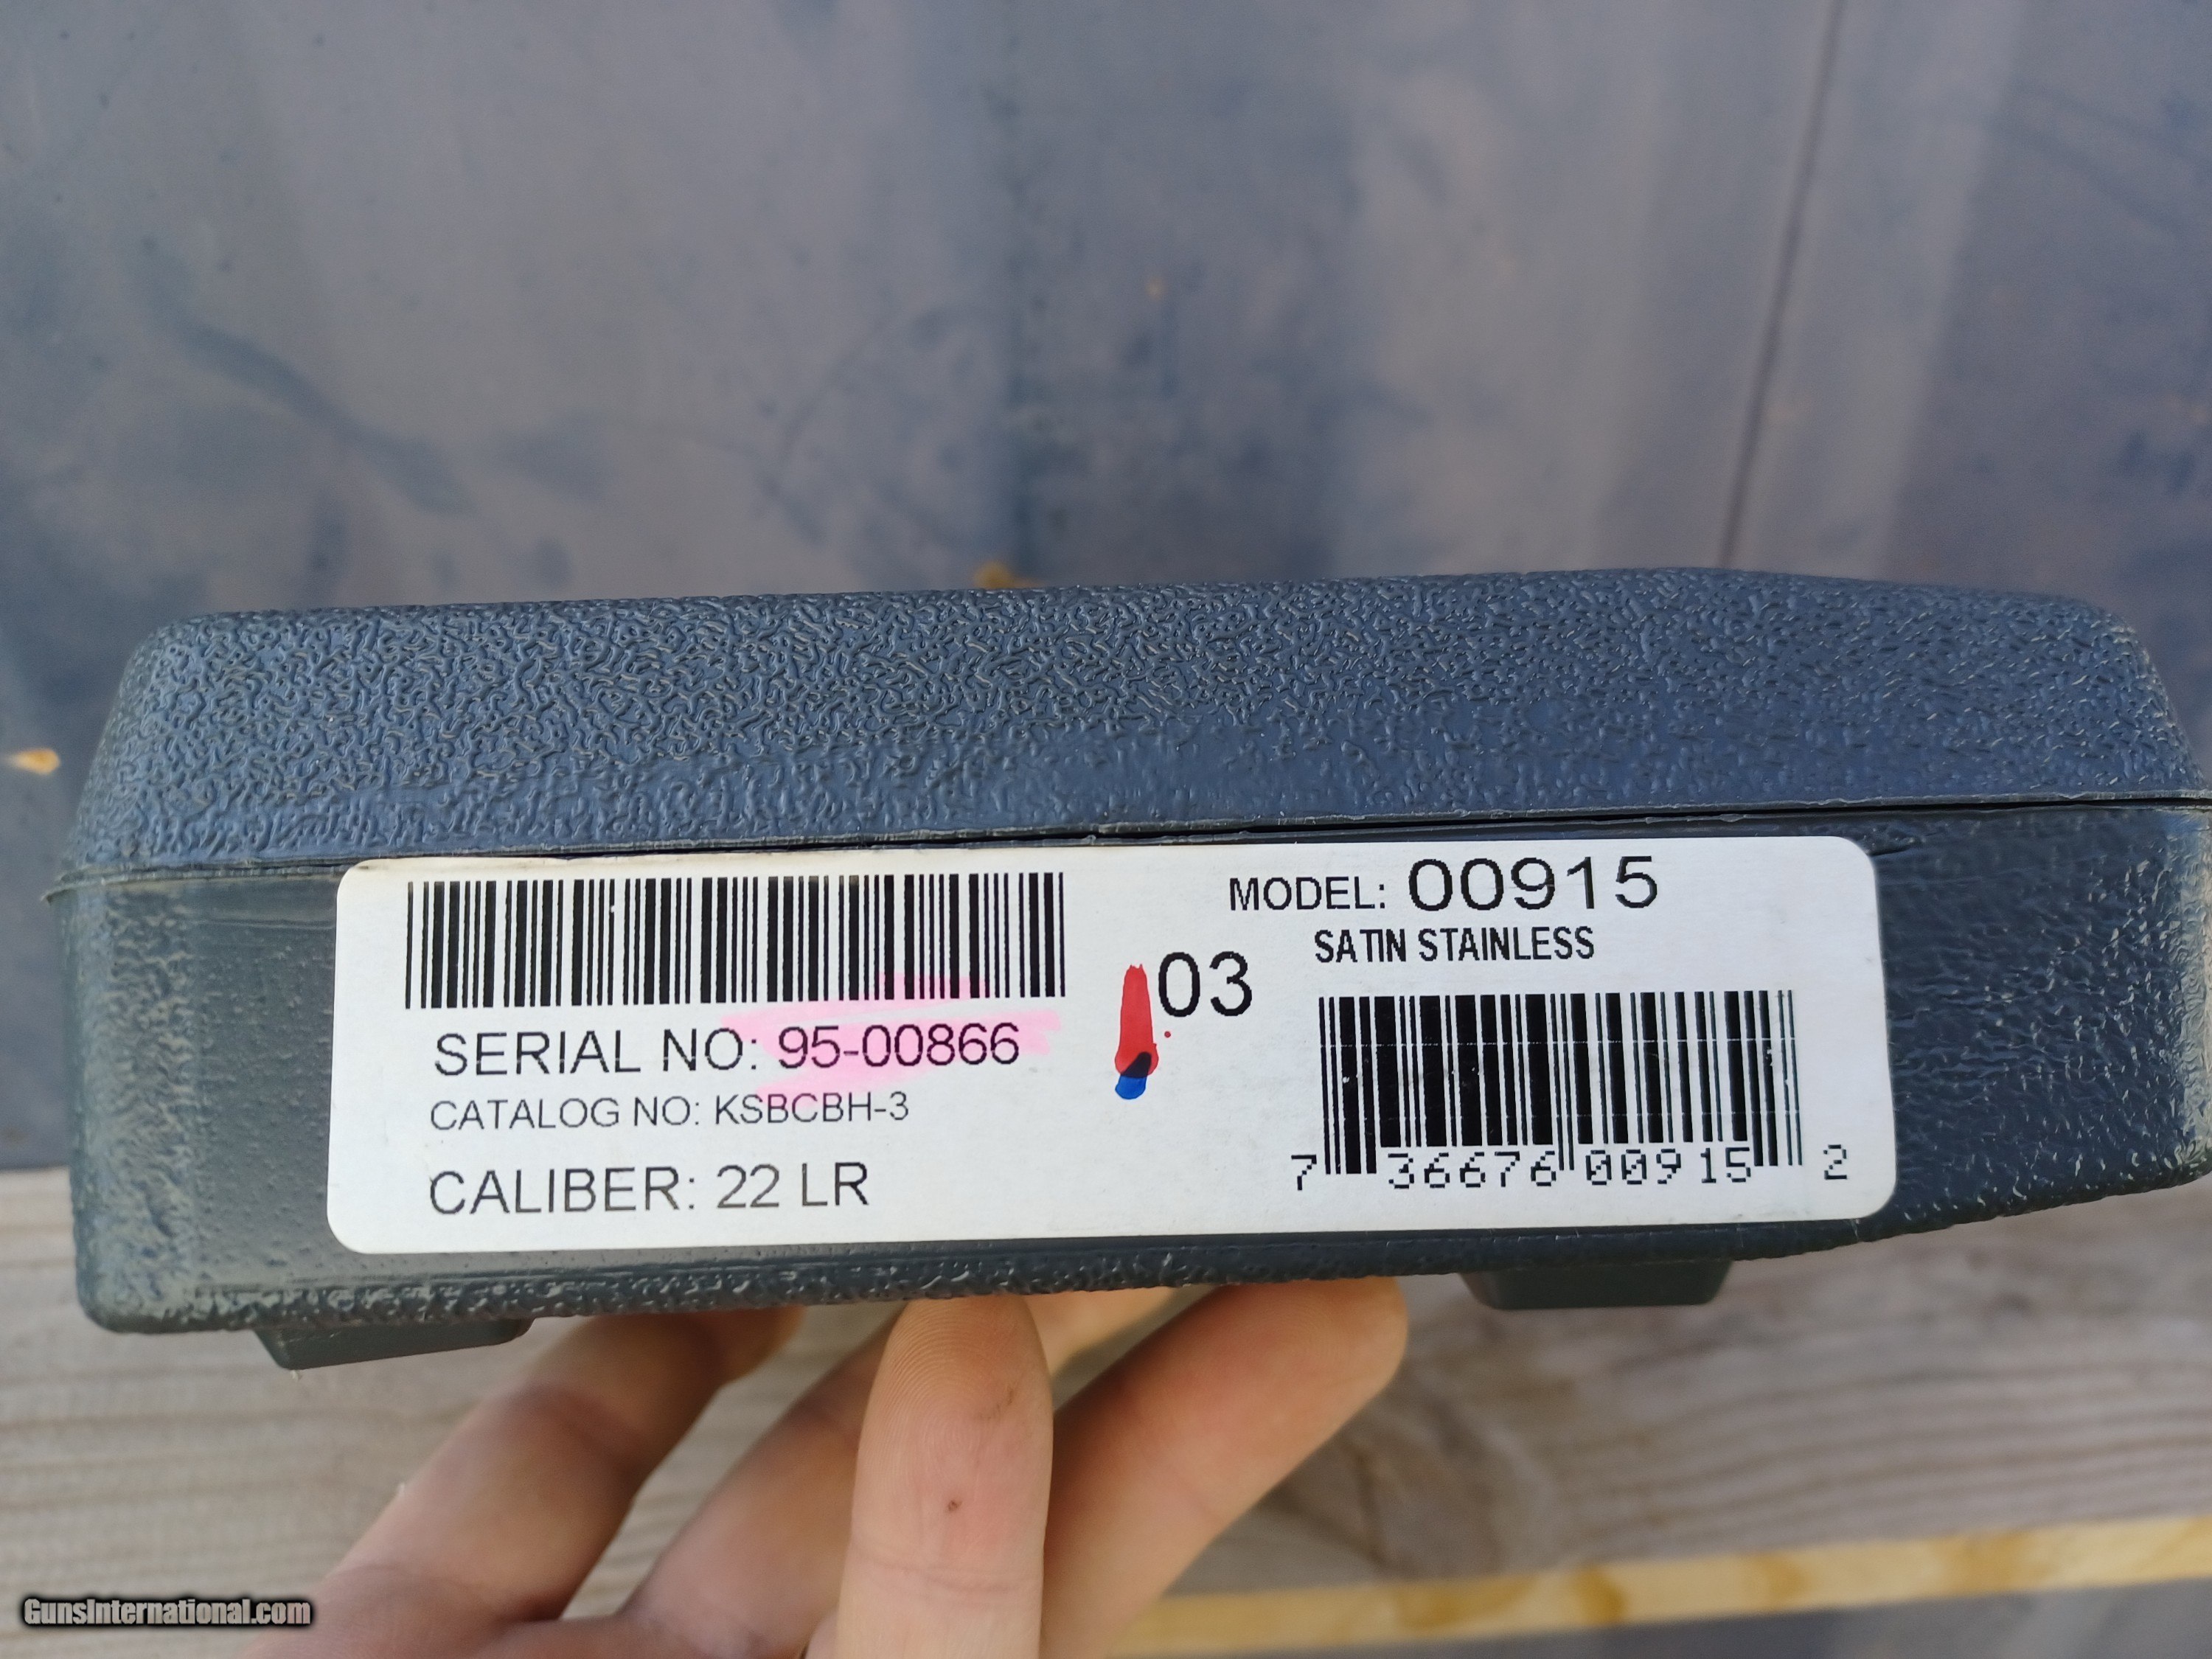 MODEL: 00915
SATIN STAINLESS
03
SERIAL NO: 95-00866
CATALOG NO: KSBCBH-3
CALIBER: 22 LR
7 36676 00915 2
GunsInternational.com